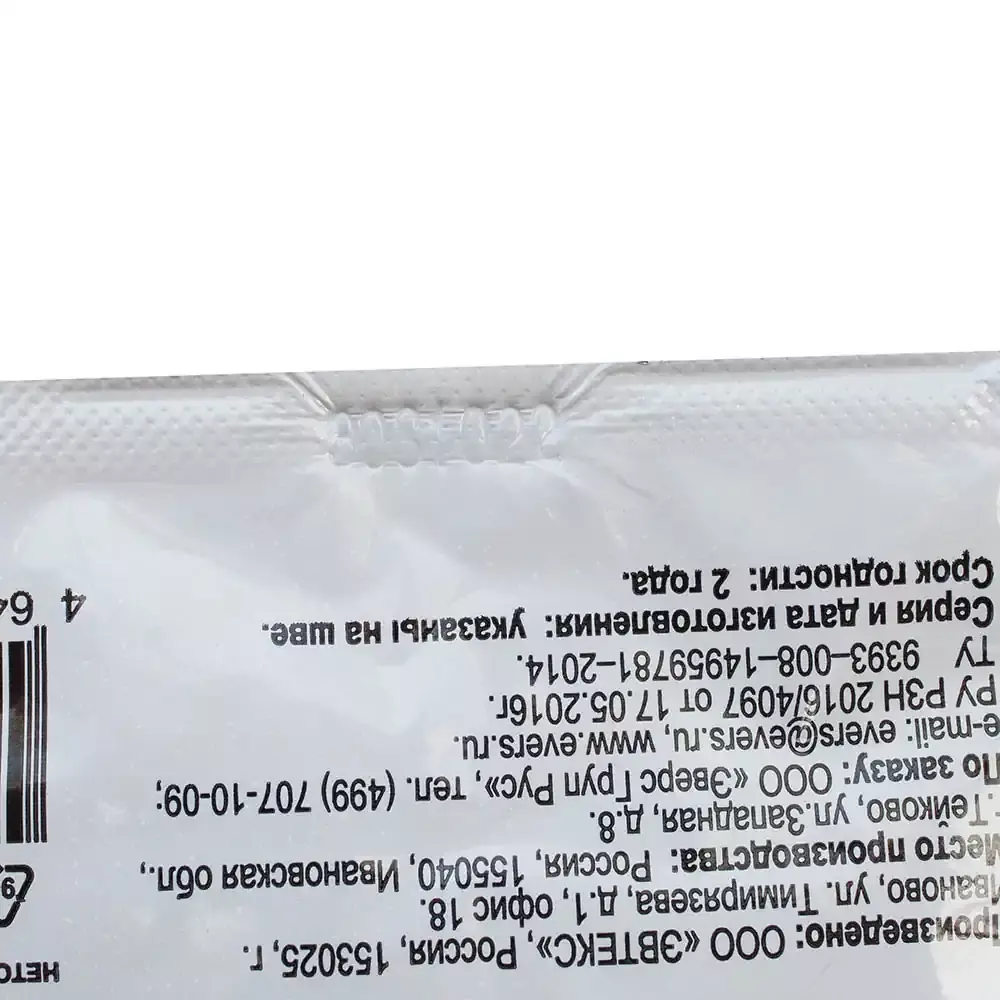 Произведено: ООО «ЭВТЕКС», Россия, 153025, г.
Иваново, ул. Тимирязева, д.1, офис 18.
Место производства: Россия, 155040, Ивановская обл.,
г.Тейково, ул.Западная, д.8.
По заказу: ООО «Эверс Груп Рус», тел. (499) 707-10-09;
e-mail: evers@evers.ru, www.evers.ru.
РУ РЗН 2016/4097 от 17.05.2016г.
ТУ 9393–008–14959781–2014.
Серия и дата изготовления: указаны на шве.
Срок годности: 2 года.
4 64